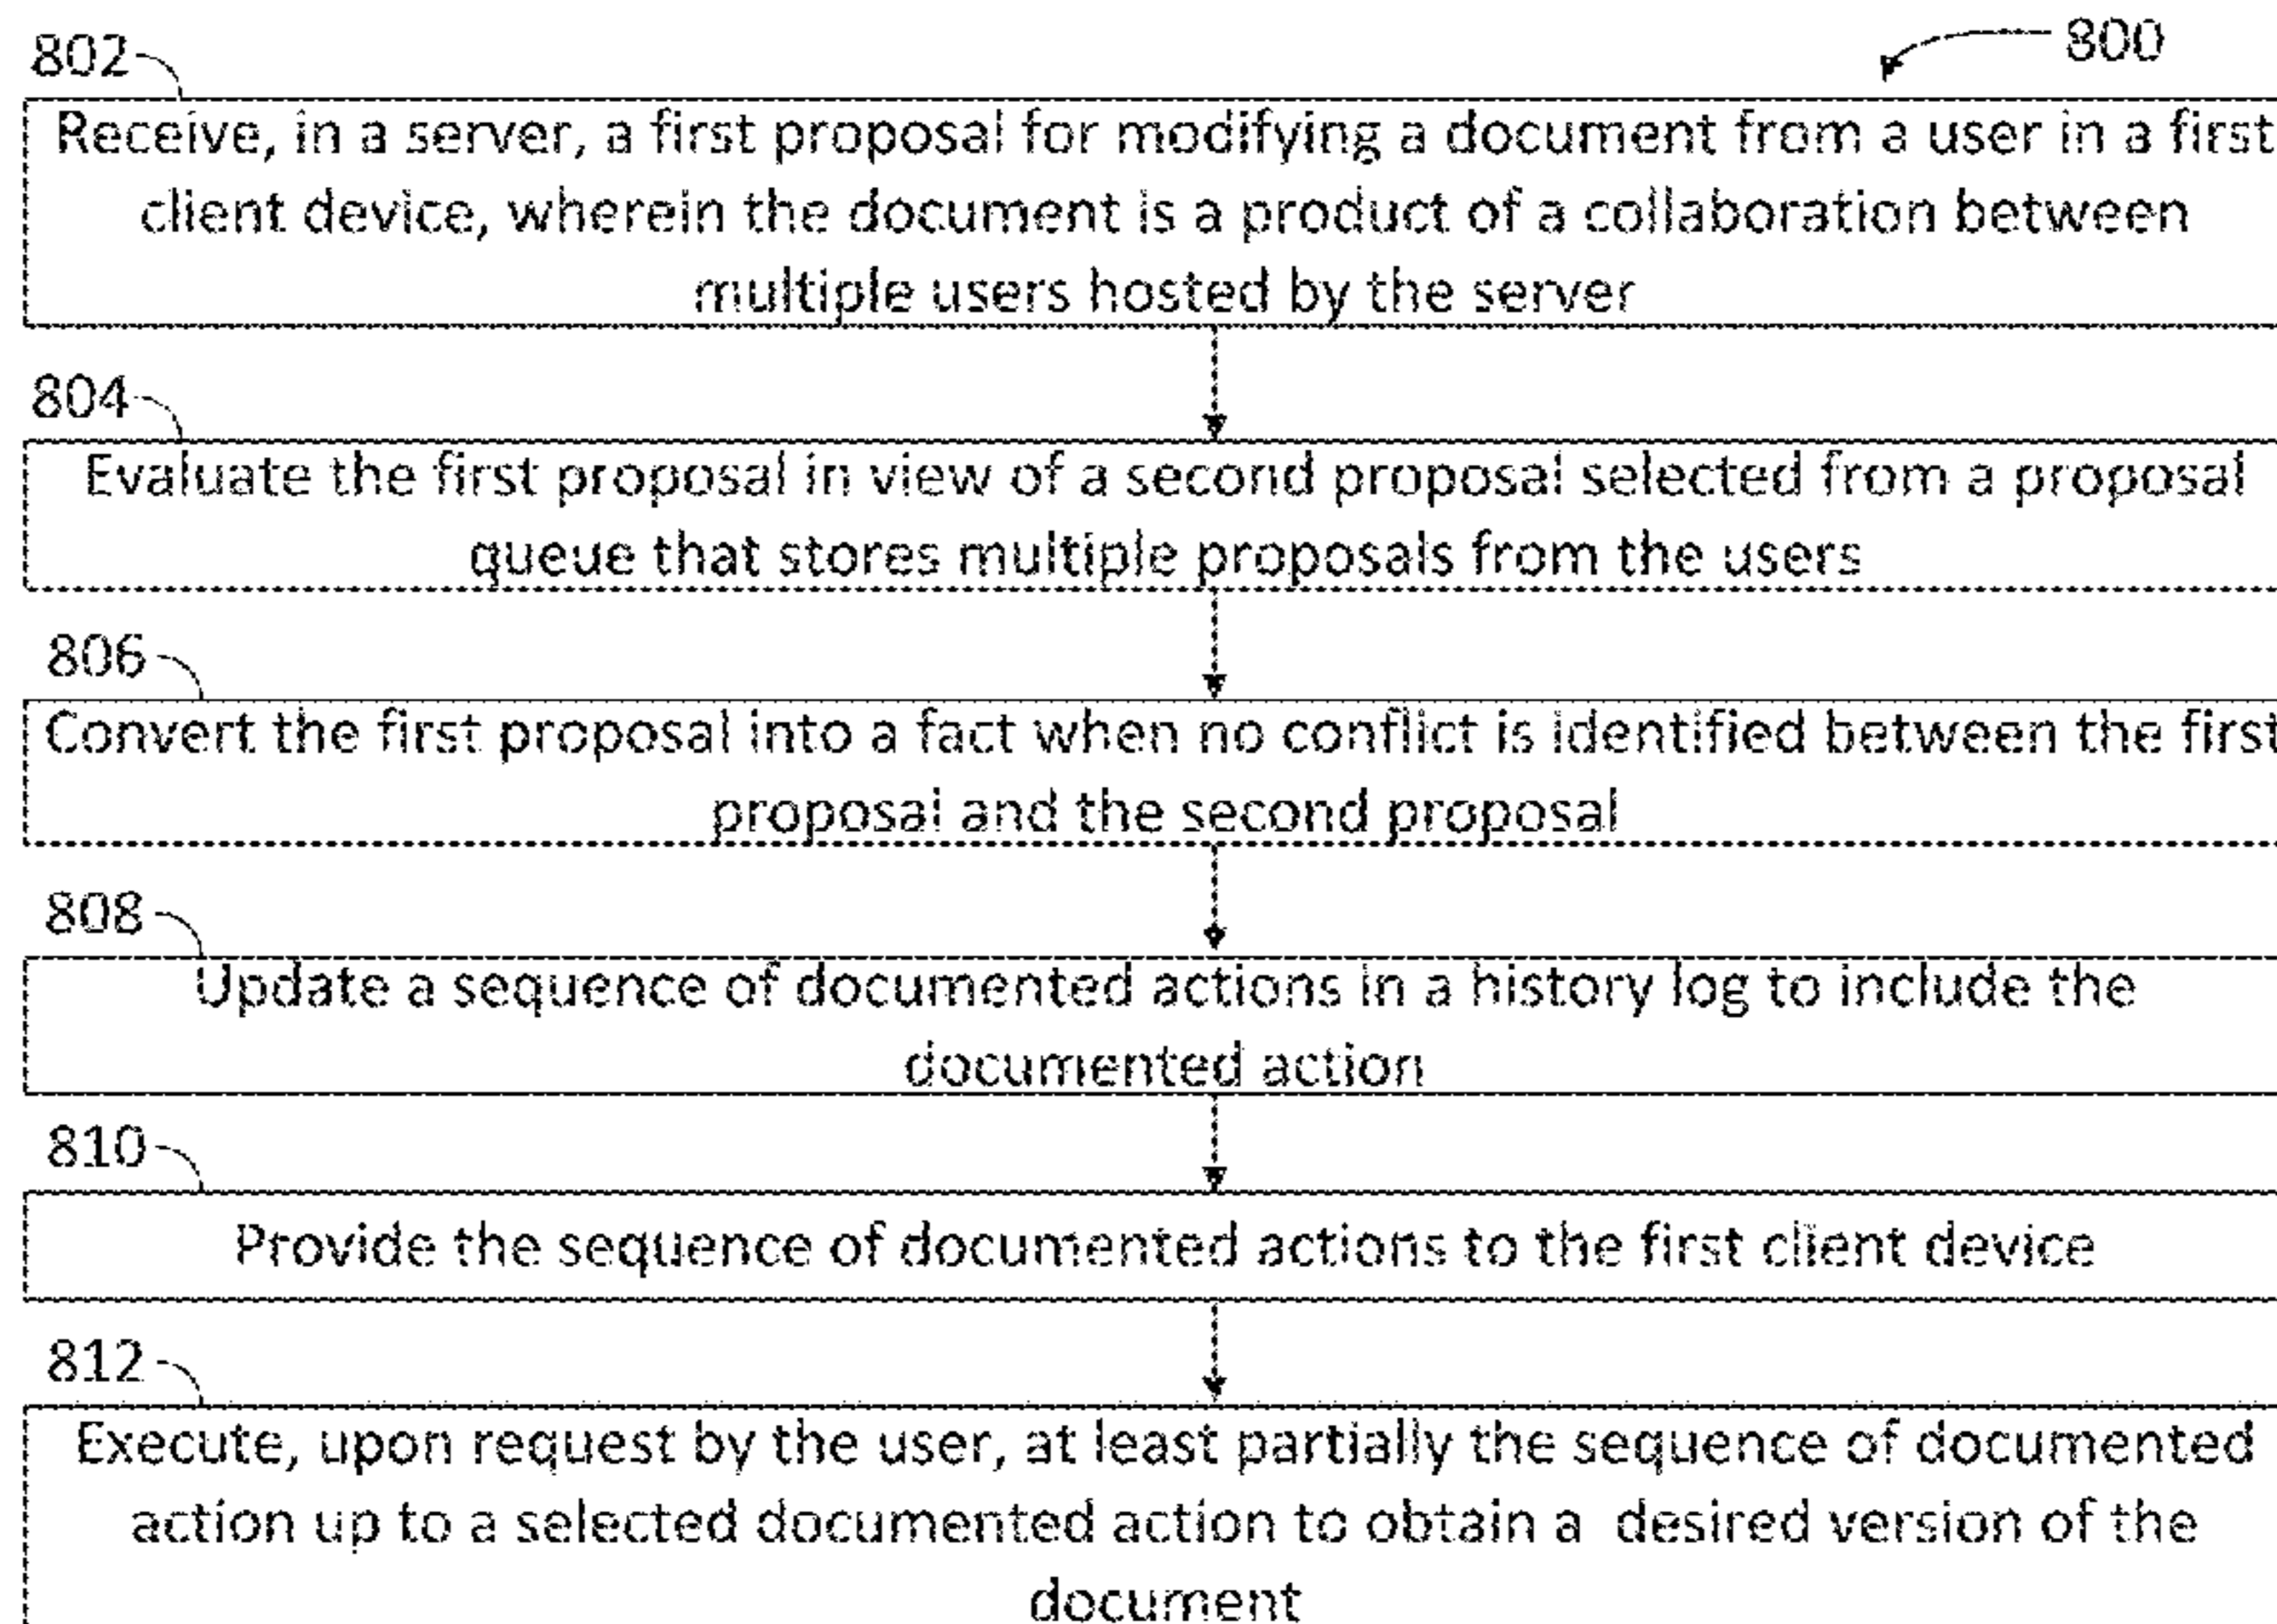 802
800
Receive, in a server, a first proposal for modifying a document from a user in a first
client device, wherein the document is a product of a collaboration between
multiple users hosted by the server
804
Evaluate the first proposal in view of a second proposal selected from a proposal
queue that stores multiple proposals from the users
806
Convert the first proposal into a fact when no conflict is identified between the first
proposal and the second proposal
808
Update a sequence of documented actions in a history log to include the
documented action
810
Provide the sequence of documented actions to the first client device
812
Execute, upon request by the user, at least partially the sequence of documented
action up to a selected documented action to obtain a desired version of the
document